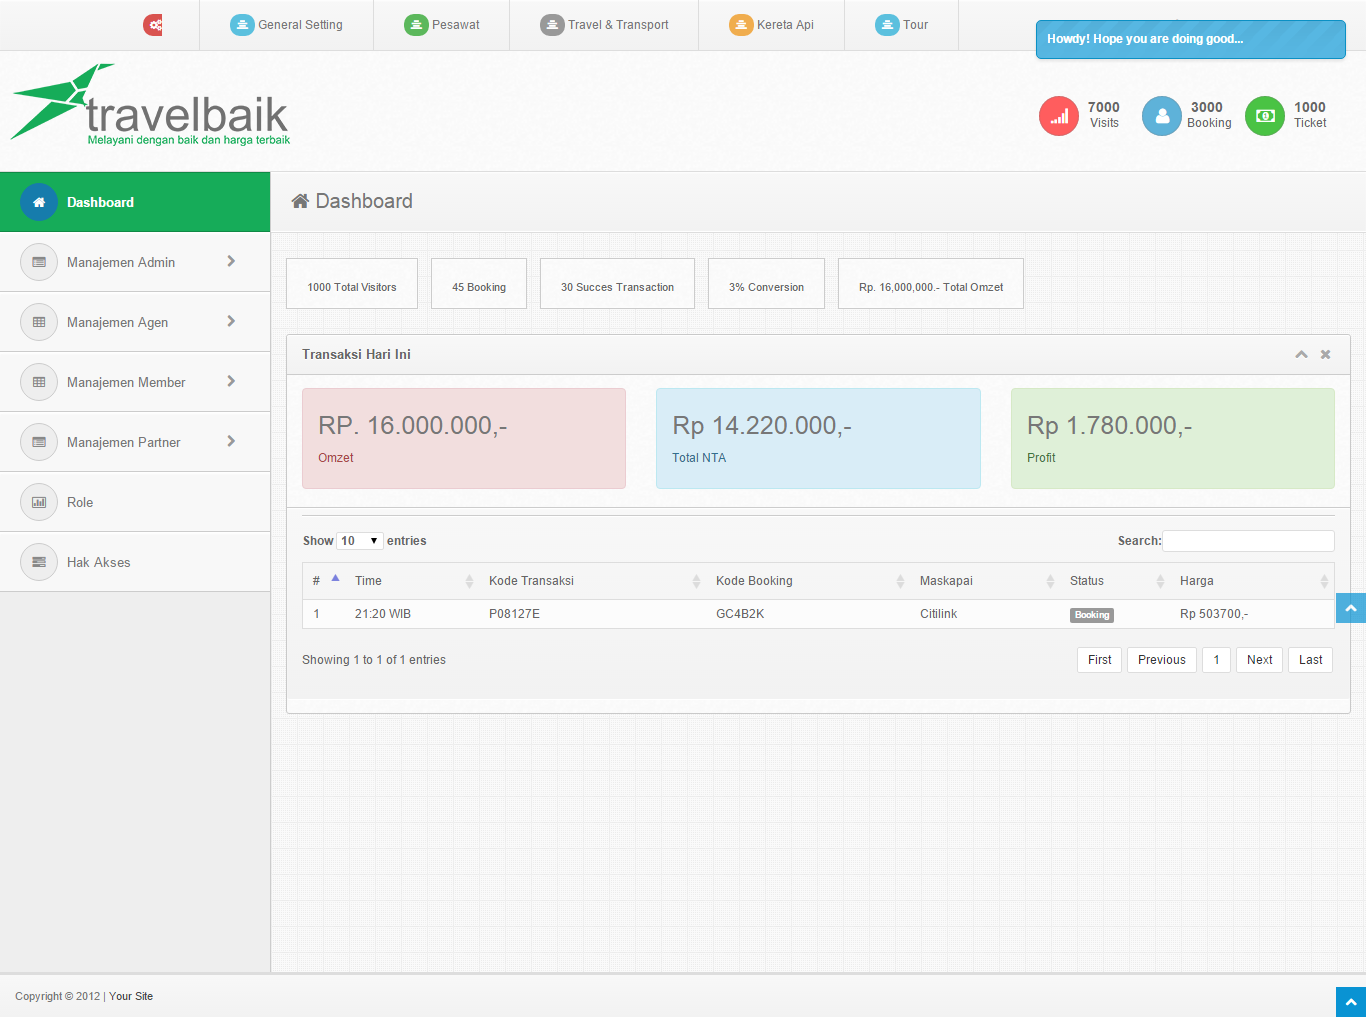 General Setting
Pesawat
Travel & Transport
Kereta Api
Tour
Howdy! Hope you are doing good...
travelbaik
Melayani dengan baik dan harga terbaik
7000
Visits
3000
Booking
1000
Ticket
Dashboard
Manajemen Admin
Manajemen Agen
Manajemen Member
Manajemen Partner
Role
Hak Akses
Dashboard
1000 Total Visitors
45 Booking
30 Succes Transaction
3% Conversion
Rp. 16,000,000.- Total Omzet
Transaksi Hari Ini
RP. 16.000.000,-
Omzet
Rp 14.220.000,-
Total NTA
Rp 1.780.000,-
Profit
Show 10 entries
Search:
# Time Kode Transaksi Kode Booking Maskapai Status Harga
1 21:20 WIB P08127E GC4B2K Citilink Booking Rp 503700,-
Showing 1 to 1 of 1 entries
First Previous 1 Next Last
Copyright © 2012 | Your Site